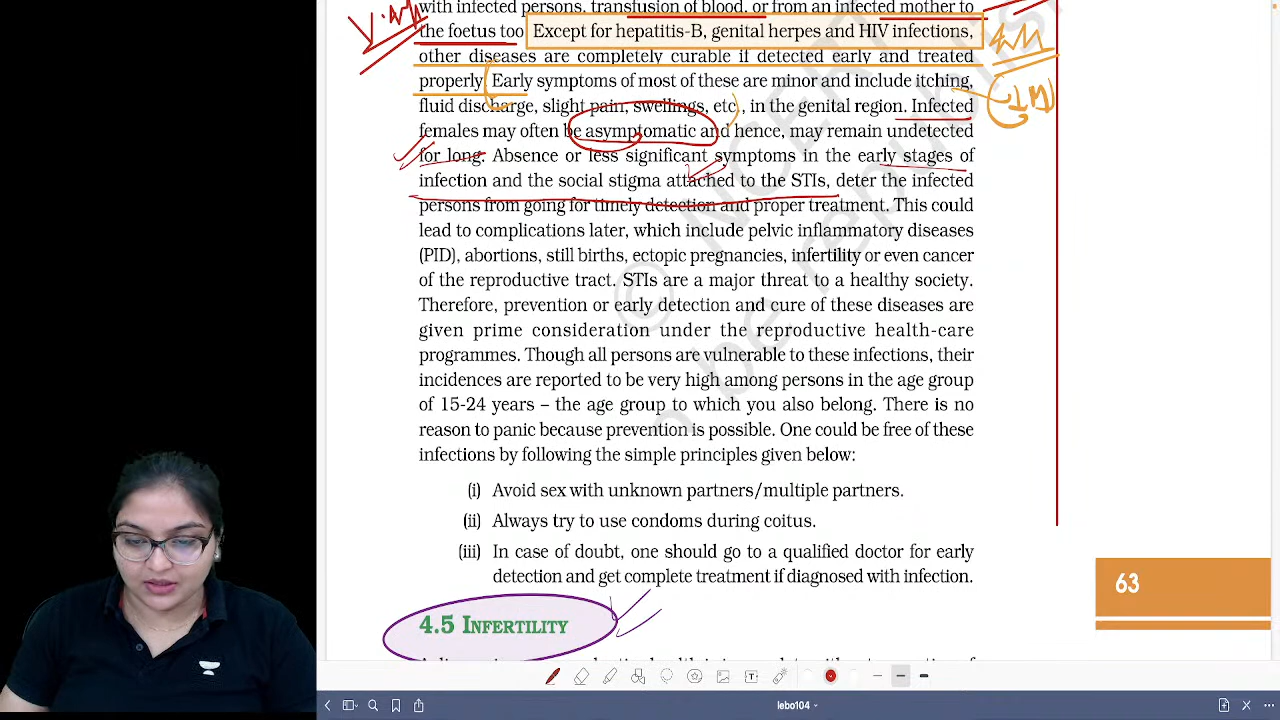 with infected persons, transfusion of blood, or from an infected mother to
the foetus too Except for hepatitis-B, genital herpes and HIV infections,
other diseases are completely curable if detected early and treated
properly. Early symptoms of most of these are minor and include itching,
fluid discharge, slight pain, swellings, etc., in the genital region. Infected
females may often be asymptomatic and hence, may remain undetected
for long. Absence or less significant symptoms in the early stages of
infection and the social stigma attached to the STIs, deter the infected
persons from going for timely detection and proper treatment. This could
lead to complications later, which include pelvic inflammatory diseases
(PID), abortions, still births, ectopic pregnancies, infertility or even cancer
of the reproductive tract. STIs are a major threat to a healthy society.
Therefore, prevention or early detection and cure of these diseases are
given prime consideration under the reproductive health-care
programmes. Though all persons are vulnerable to these infections, their
incidences are reported to be very high among persons in the age group
of 15-24 years – the age group to which you also belong. There is no
reason to panic because prevention is possible. One could be free of these
infections by following the simple principles given below:
(i) Avoid sex with unknown partners/multiple partners.
(ii) Always try to use condoms during coitus.
(iii) In case of doubt, one should go to a qualified doctor for early
detection and get complete treatment if diagnosed with infection.
63
4.5 INFERTILITY
lebo104